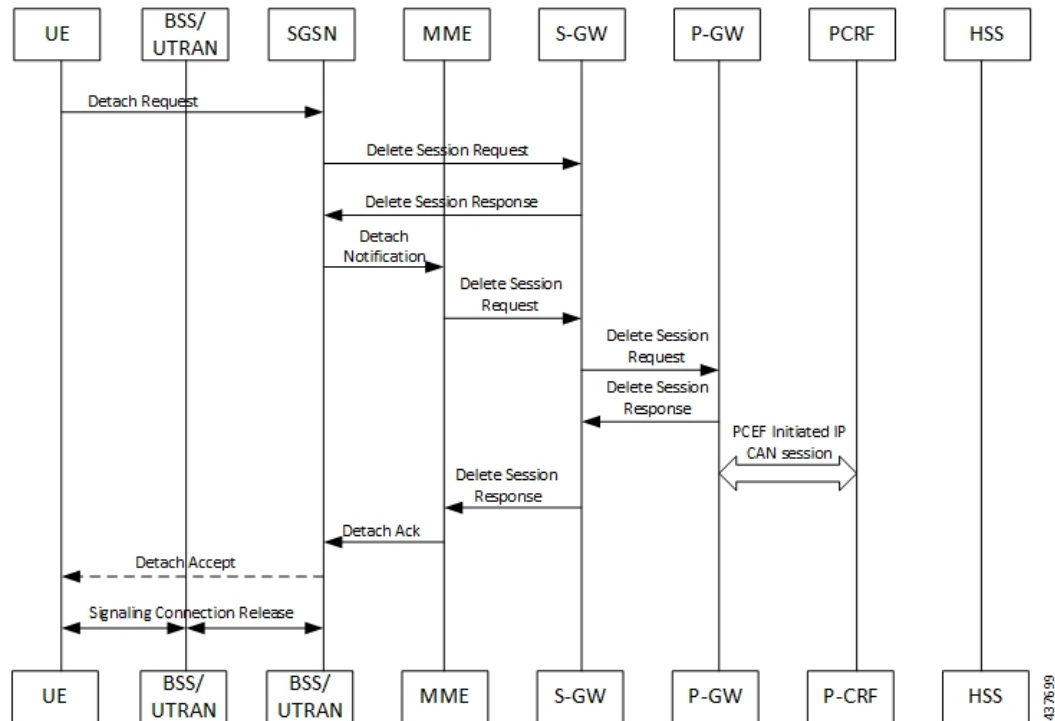 UE
BSS/
UTRAN
SGSN
MME
S-GW
P-GW
PCRF
HSS
Detach Request
Delete Session Request
Delete Session Response
Detach
Notification
Delete Session
Request
Delete Session
Request
Delete Session
Response
PCEF Initiated IP
CAN session
Delete Session
Response
Detach Ack
Detach Accept
Signaling Connection Release
UE
BSS/
UTRAN
BSS/
UTRAN
MME
S-GW
P-GW
P-CRF
HSS
437699